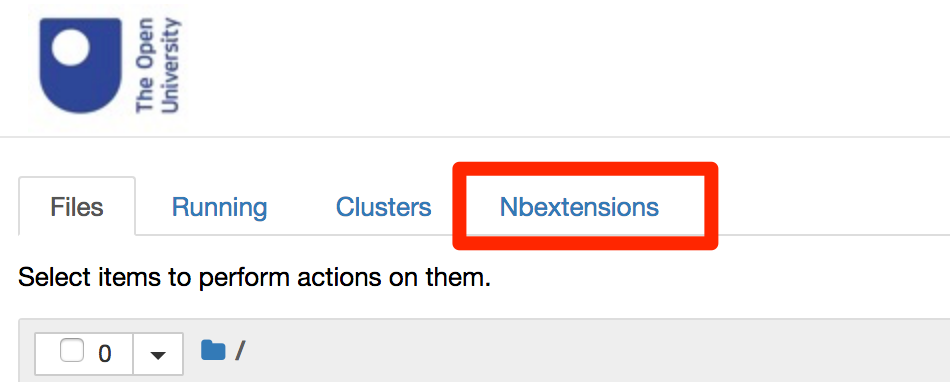 The Open
University
Files Running Clusters Nbextensions
Select items to perform actions on them.
0 /